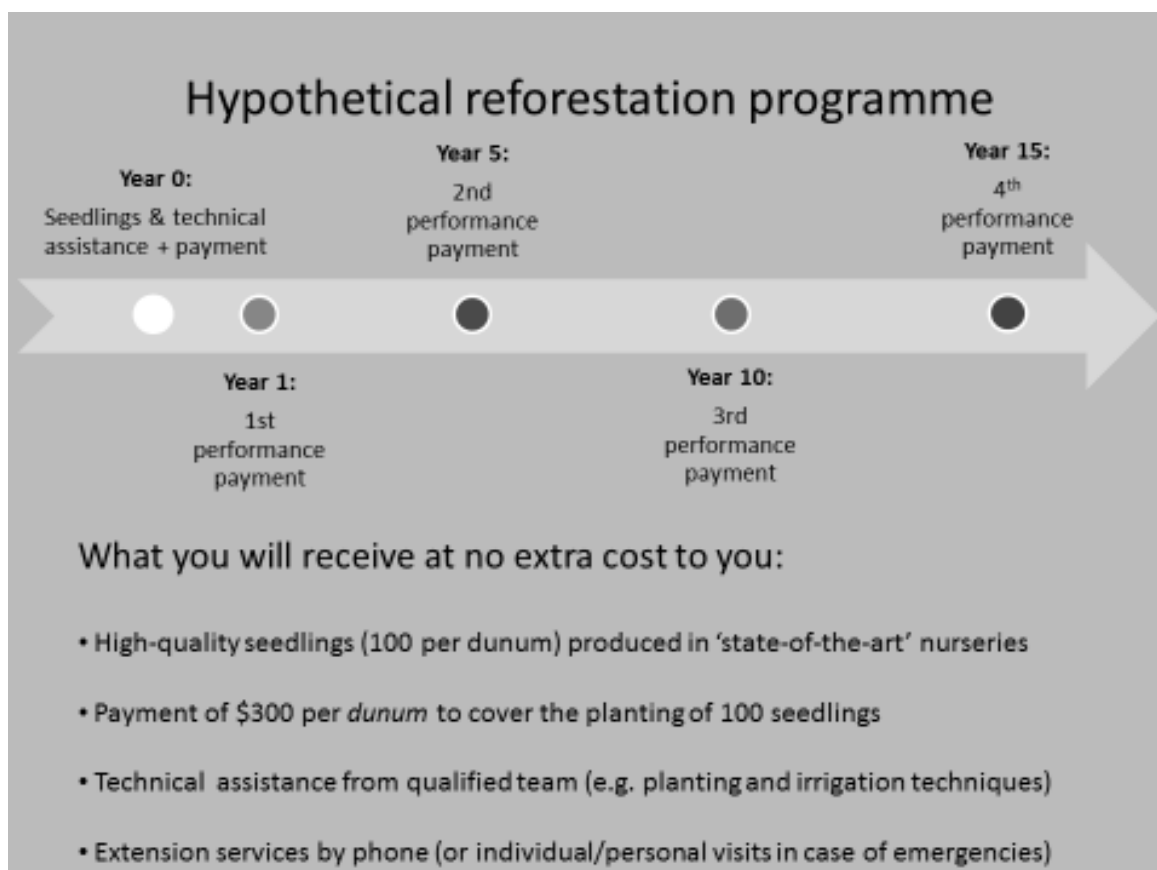 Hypothetical reforestation programme
Year 0:
Seedlings & technical
assistance + payment
Year 1:
1st
performance
payment
Year 5:
2nd
performance
payment
Year 10:
3rd
performance
payment
Year 15:
4th
performance
payment
What you will receive at no extra cost to you:
• High-quality seedlings (100 per dunum) produced in ‘state-of-the-art’ nurseries
• Payment of $300 per dunum to cover the planting of 100 seedlings
• Technical assistance from qualified team (e.g. planting and irrigation techniques)
• Extension services by phone (or individual/personal visits in case of emergencies)